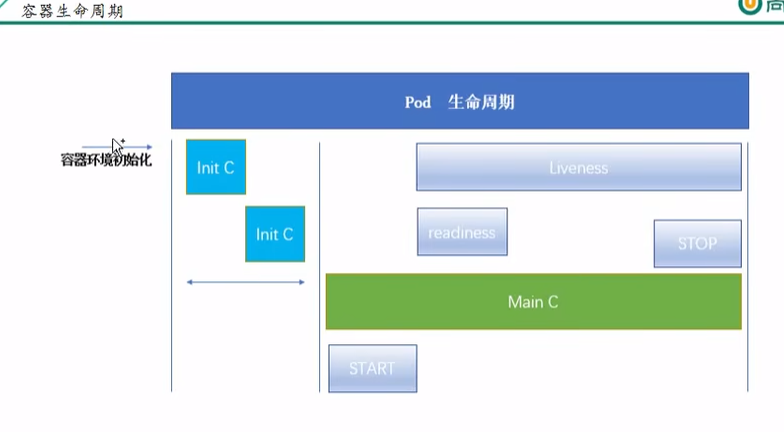 容器生命周期
Pod 生命周期
容器环境初始化
Init C
Liveness
Init C
readiness
STOP
Main C
START